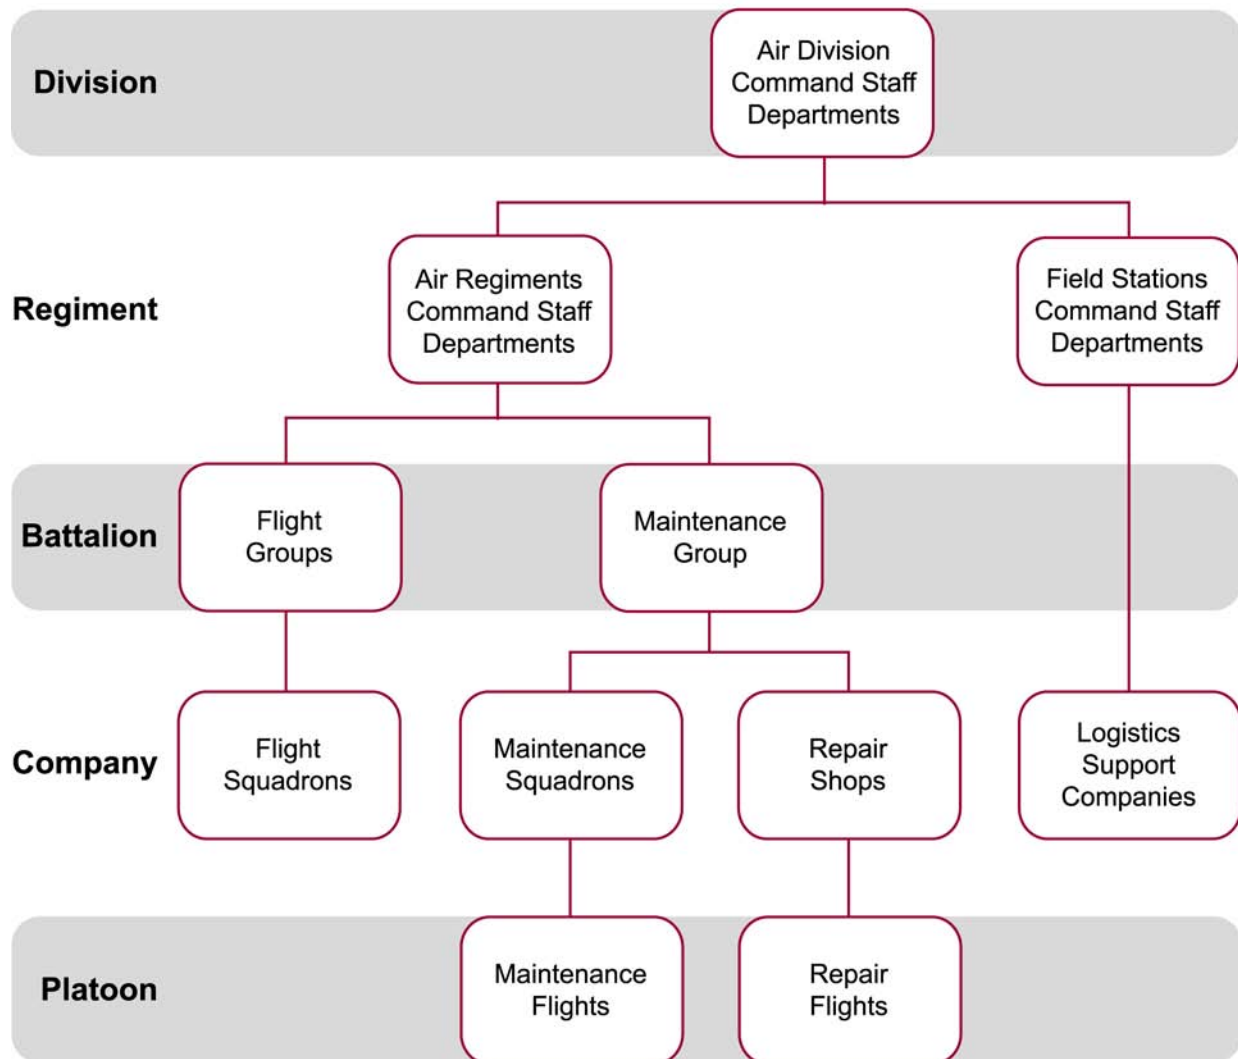 Division
Air Division
Command Staff
Departments
Regiment
Air Regiments
Command Staff
Departments
Field Stations
Command Staff
Departments
Battalion
Flight
Groups
Maintenance
Group
Company
Flight
Squadrons
Maintenance
Squadrons
Repair
Shops
Logistics
Support
Companies
Platoon
Maintenance
Flights
Repair
Flights